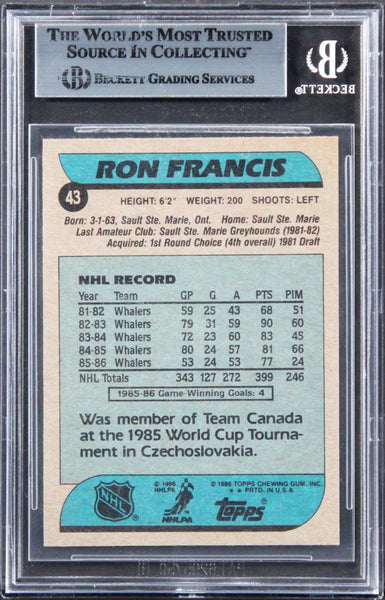 THE WORLD'S MOST TRUSTED
SOURCE IN COLLECTING™
BECKETT GRADING SERVICES
BECKETT
RON FRANCIS
43
HEIGHT: 6'2" WEIGHT: 200 SHOOTS: LEFT
Born: 3-1-63, Sault Ste. Marie, Ont. Home: Sault Ste. Marie
Last Amateur Club: Sault Ste. Marie Greyhounds (1981-82)
Acquired: 1st Round Choice (4th overall) 1981 Draft
NHL RECORD
Year Team GP G A PTS PIM
81-82 Whalers 59 25 43 68 51
82-83 Whalers 79 31 59 90 60
83-84 Whalers 72 23 60 83 45
84-85 Whalers 80 24 57 81 66
85-86 Whalers 53 24 53 77 24
NHL Totals 343 127 272 399 246
1985-86 Game-Winning Goals: 4
Was member of Team Canada
at the 1985 World Cup Tourna-
ment in Czechoslovakia.
NHL
© 1986
NHLPA
NHLPA
© 1986 TOPPS CHEWING GUM, INC.
* * PRTD. IN U.S.A.
Topps